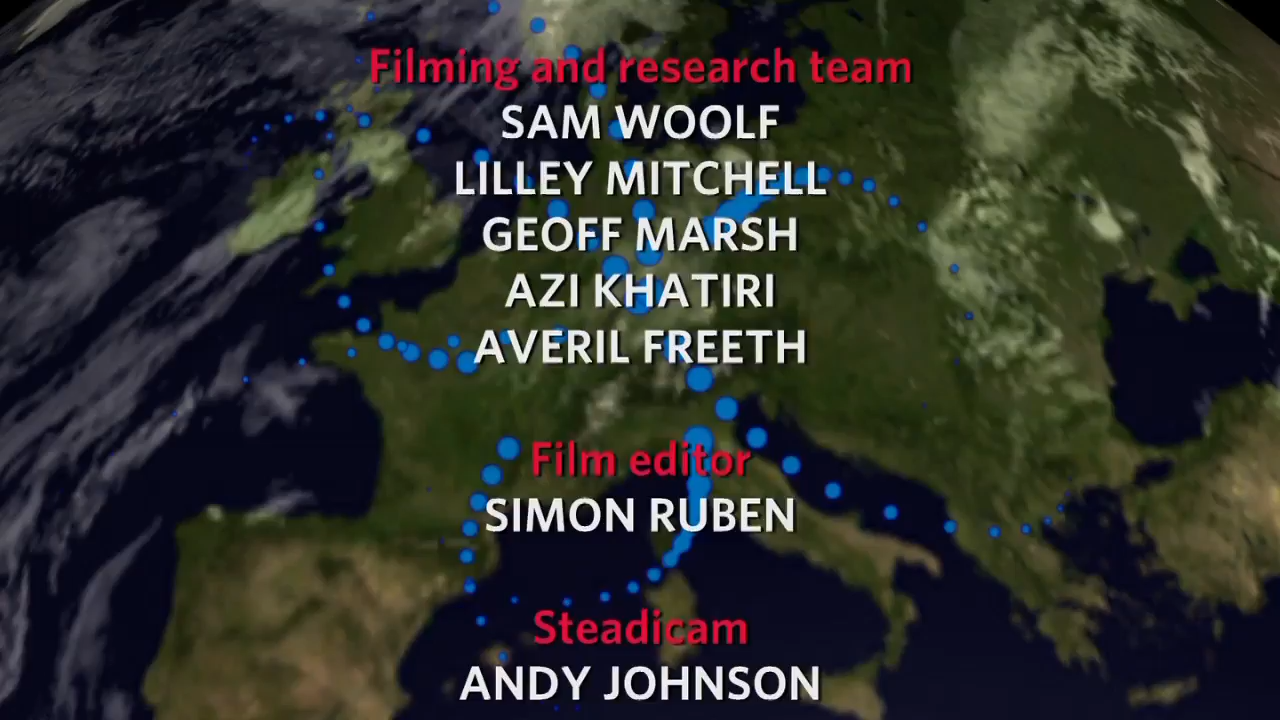 Filming and research team
SAM WOOLF
LILLEY MITCHELL
GEOFF MARSH
AZI KHATIRI
AVERIL FREETH
Film editor
SIMON RUBEN
Steadicam
ANDY JOHNSON